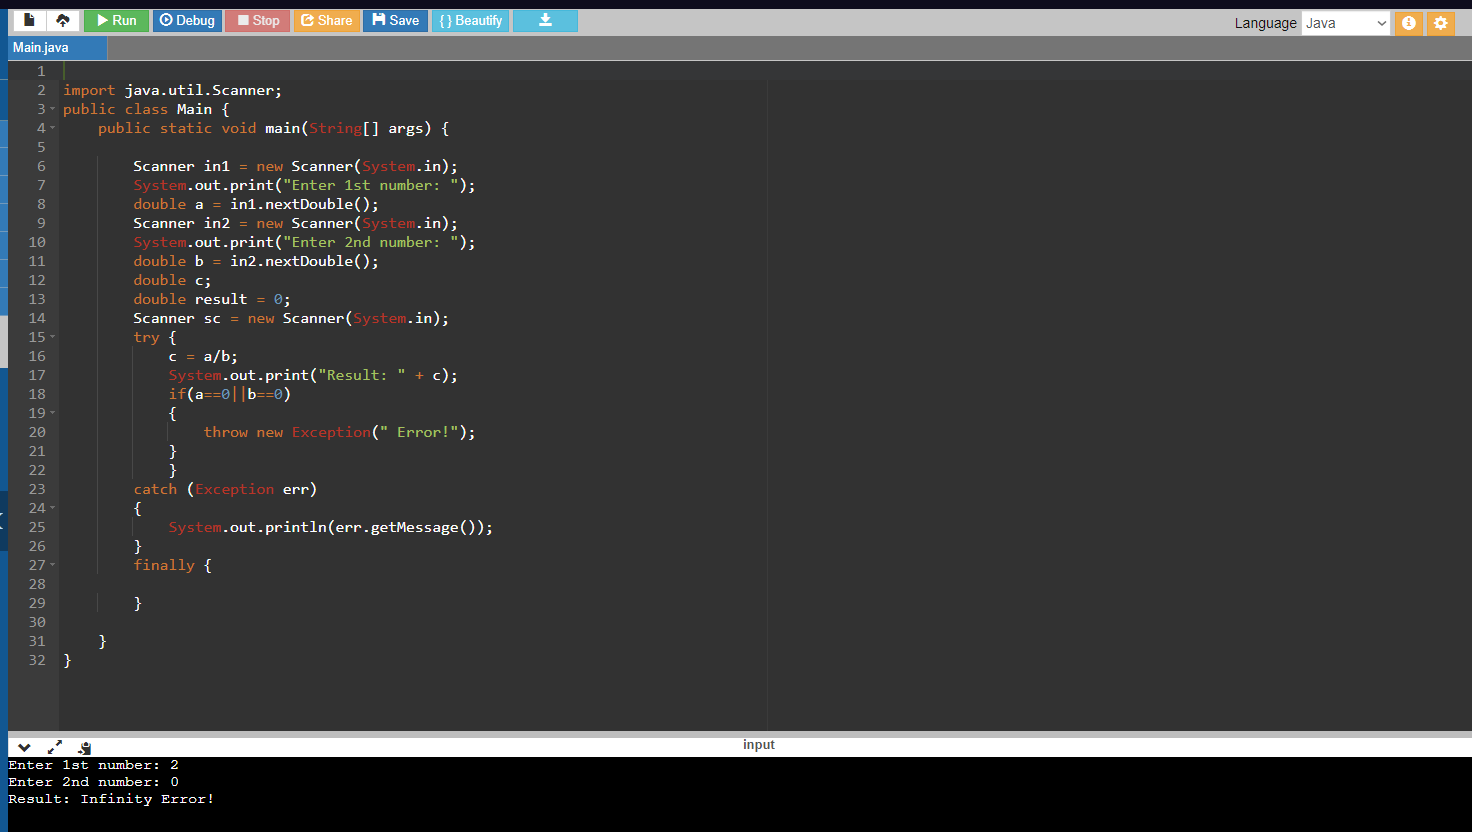 Run Debug Stop Share Save { } Beautify Language Java
Main.java
1
2 import java.util.Scanner;
3 public class Main {
4 public static void main(String[] args) {
5
6 Scanner in1 = new Scanner(System.in);
7 System.out.print("Enter 1st number: ");
8 double a = in1.nextDouble();
9 Scanner in2 = new Scanner(System.in);
10 System.out.print("Enter 2nd number: ");
11 double b = in2.nextDouble();
12 double c;
13 double result = 0;
14 Scanner sc = new Scanner(System.in);
15 try {
16 c = a/b;
17 System.out.print("Result: " + c);
18 if(a==0||b==0)
19 {
20 throw new Exception(" Error!");
21 }
22 }
23 catch (Exception err)
24 {
25 System.out.println(err.getMessage());
26 }
27 finally {
28
29 }
30
31 }
32 }
input
Enter 1st number: 2
Enter 2nd number: 0
Result: Infinity Error!